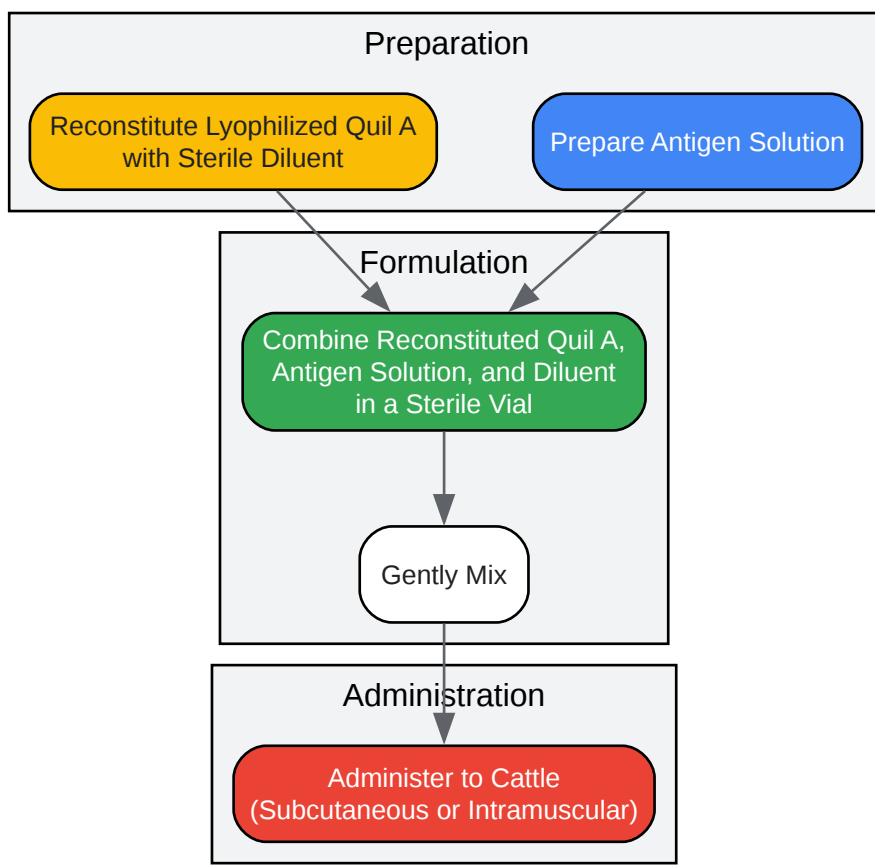 Preparation
Reconstitute Lyophilized Quil A
with Sterile Diluent
Prepare Antigen Solution
Formulation
Combine Reconstituted Quil A,
Antigen Solution, and Diluent
in a Sterile Vial
Gently Mix
Administration
Administer to Cattle
(Subcutaneous or Intramuscular)